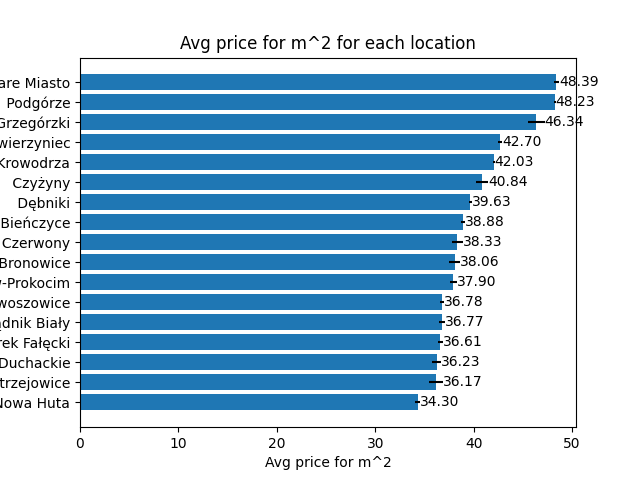 Avg price for m^2 for each location
are Miasto 48.39
Podgórze 48.23
Grzegórzki 46.34
wierzyniec 42.70
Krowodrza 42.03
Czyżyny 40.84
Dębniki 39.63
Bieńczyce 38.88
Czerwony 38.33
Bronowice 38.06
-Prokocim 37.90
woszowice 36.78
dnik Biały 36.77
rek Fałęcki 36.61
Duchackie 36.23
trzejowice 36.17
Nowa Huta 34.30
0 10 20 30 40 50
Avg price for m^2